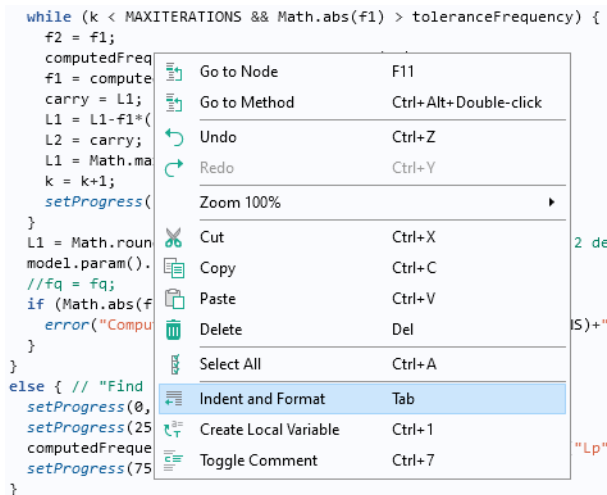 while (k < MAXITERATIONS && Math.abs(f1) > toleranceFrequency) {
f2 = f1;
computedFreq
f1 = compute
carry = L1;
L1 = L1-f1*(
L2 = carry;
L1 = Math.ma
k = k+1;
setProgress(
}
L1 = Math.roun 2 de
model.param().
//fq = fq;
if (Math.abs(f
error("Compu S)+"
}
}
else { // "Find
setProgress(0,
setProgress(25
computedFreque "Lp"
setProgress(75
}
Go to Node F11
Go to Method Ctrl+Alt+Double-click
Undo Ctrl+Z
Redo Ctrl+Y
Zoom 100%
Cut Ctrl+X
Copy Ctrl+C
Paste Ctrl+V
Delete Del
Select All Ctrl+A
Indent and Format Tab
Create Local Variable Ctrl+1
Toggle Comment Ctrl+7